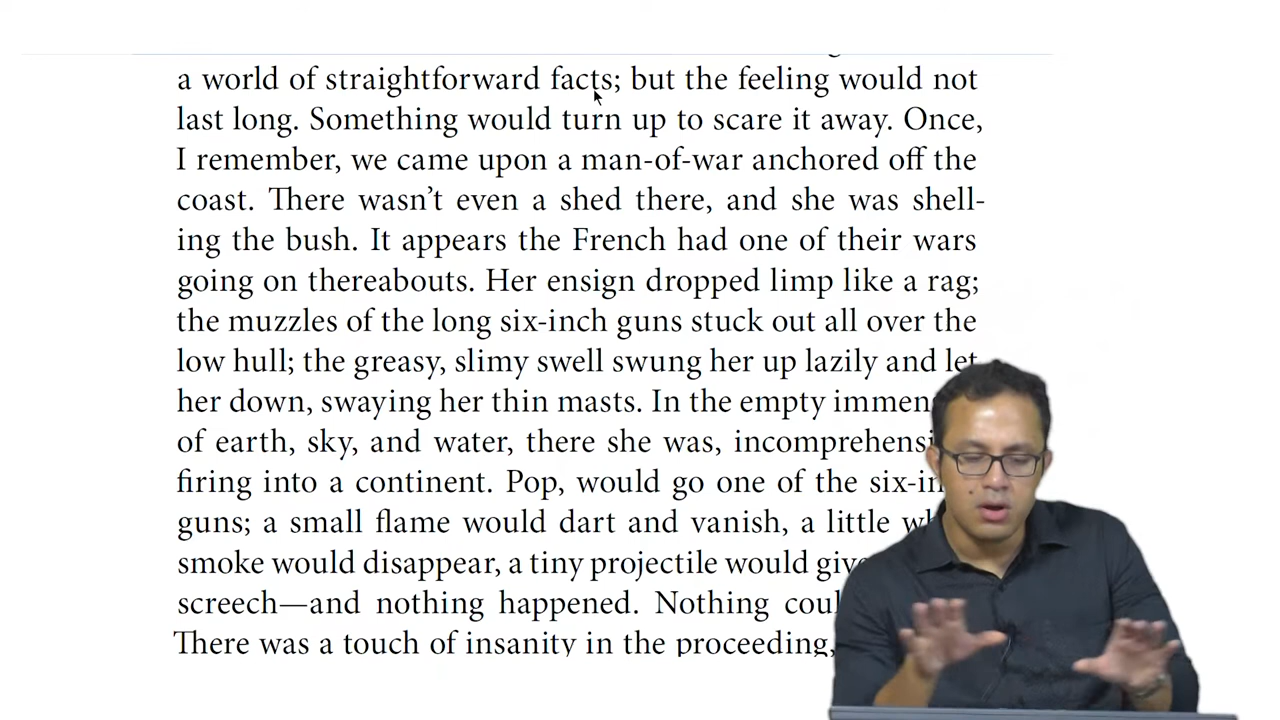 a world of straightforward facts; but the feeling would not
last long. Something would turn up to scare it away. Once,
I remember, we came upon a man-of-war anchored off the
coast. There wasn't even a shed there, and she was shell-
ing the bush. It appears the French had one of their wars
going on thereabouts. Her ensign dropped limp like a rag;
the muzzles of the long six-inch guns stuck out all over the
low hull; the greasy, slimy swell swung her up lazily and let
her down, swaying her thin masts. In the empty
of earth, sky, and water, there she was,
firing into a continent. Pop, would go one of the
guns; a small flame would dart and vanish, a little
smoke would disappear, a tiny projectile would
screech—and nothing happened. Nothing
There was a touch of insanity in the proceeding,